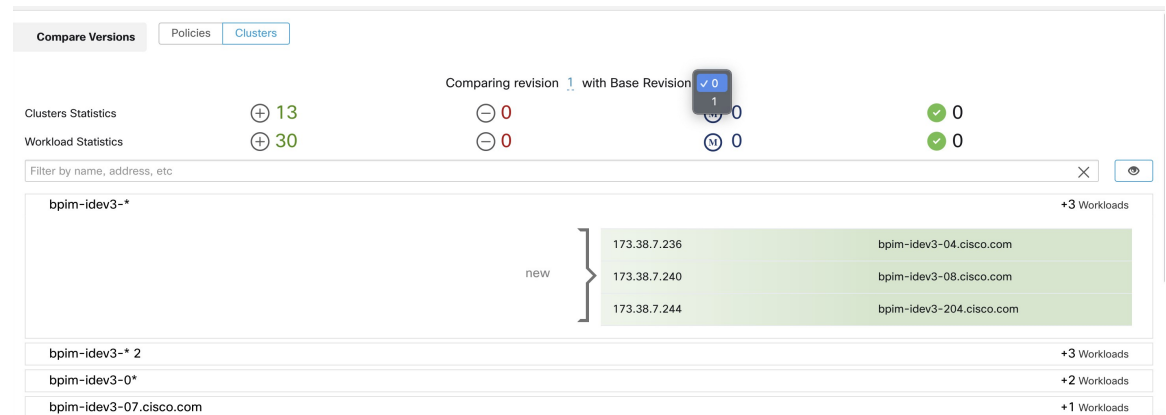 Compare Versions Policies Clusters
Comparing revision 1 with Base Revision ✓ 0
1
Clusters Statistics + 13 − 0 M 0 ✓ 0
Workload Statistics + 30 − 0 M 0 ✓ 0
Filter by name, address, etc
bpim-idev3-* +3 Workloads
173.38.7.236 bpim-idev3-04.cisco.com
new 173.38.7.240 bpim-idev3-08.cisco.com
173.38.7.244 bpim-idev3-204.cisco.com
bpim-idev3-* 2 +3 Workloads
bpim-idev3-0* +2 Workloads
bpim-idev3-07.cisco.com +1 Workloads